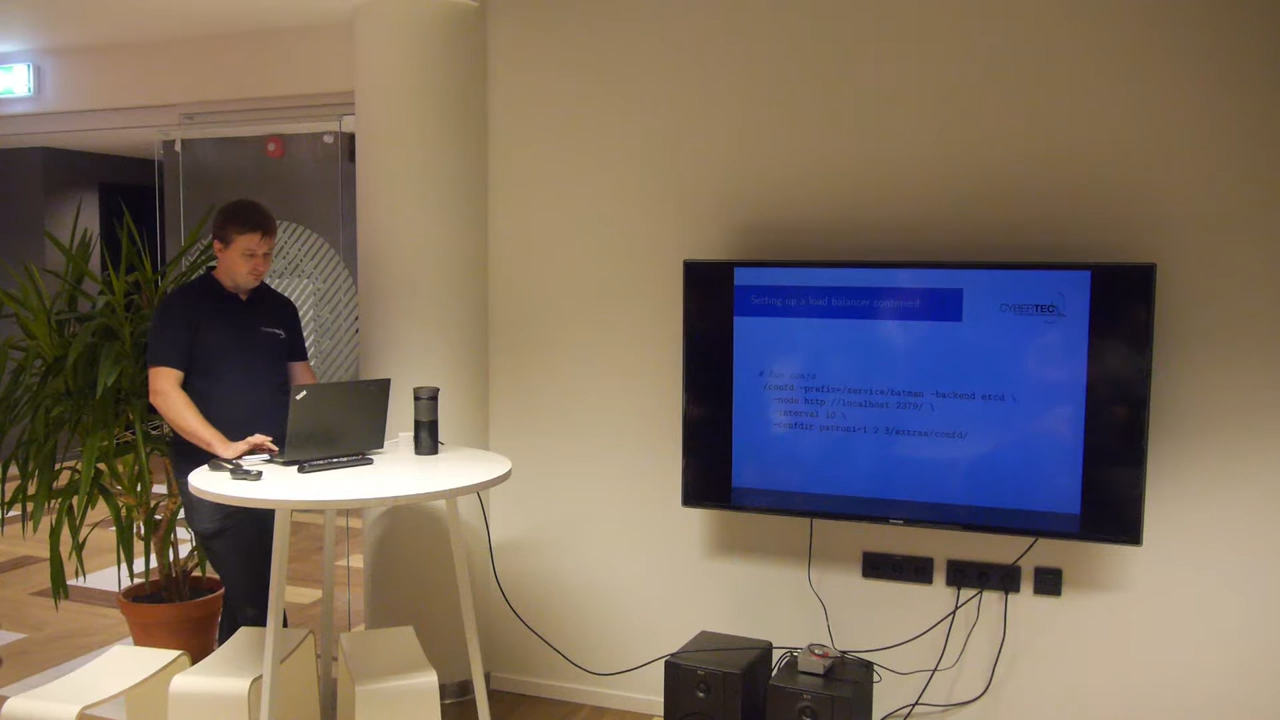 Setting up a load balancer continued
CYBERTEC
# Run confd
/confd -prefix=/service/batman -backend etcd \
-node http //localhost 2379/ \
-interval 10 \
-confdir patroni-1 2 3/extras/confd/